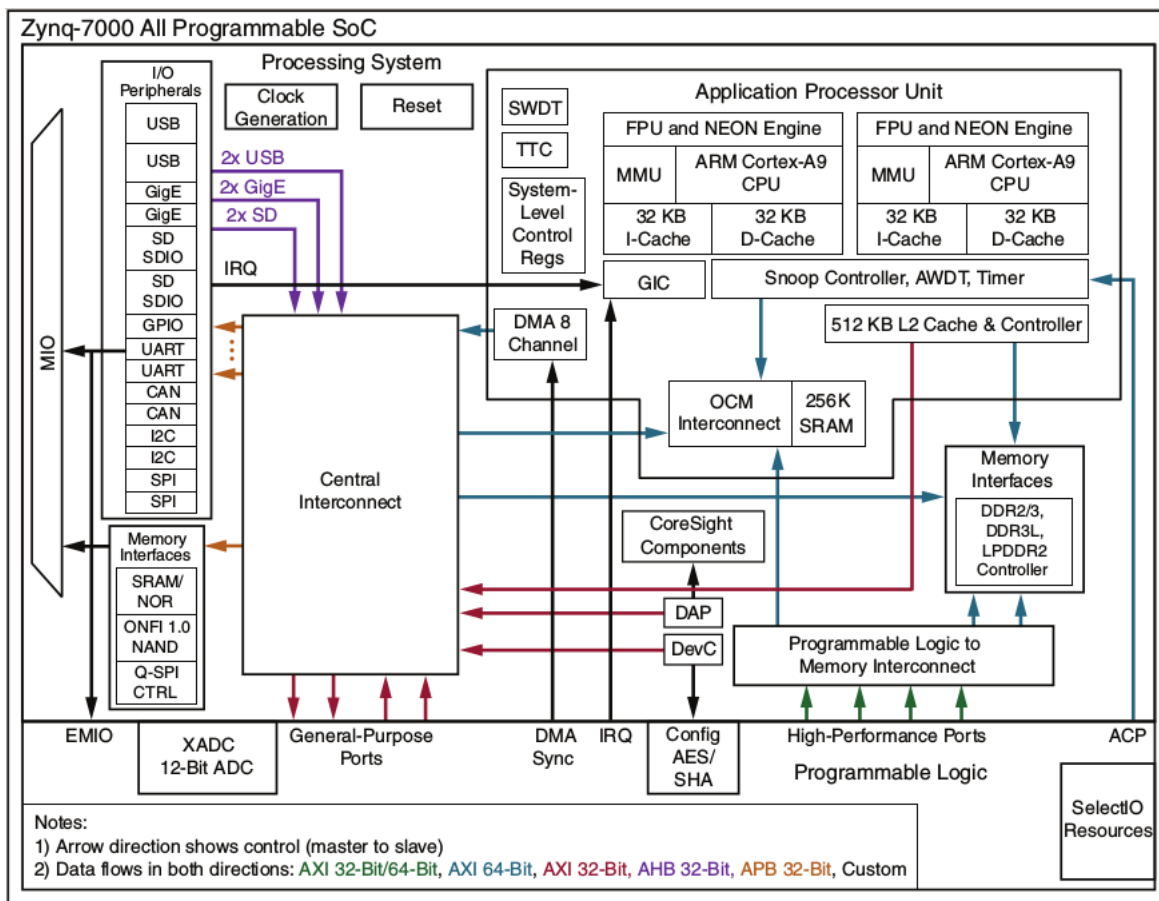 Zynq-7000 All Programmable SoC
Processing System
I/O
Peripherals
USB
USB
GigE
GigE
SD
SDIO
SD
SDIO
GPIO
UART
UART
CAN
CAN
I2C
I2C
SPI
SPI
MIO
Memory
Interfaces
SRAM/
NOR
ONFI 1.0
NAND
Q-SPI
CTRL
Clock
Generation
Reset
2x USB
2x GigE
2x SD
IRQ
Central
Interconnect
Application Processor Unit
SWDT
TTC
System-
Level
Control
Regs
FPU and NEON Engine
MMU
ARM Cortex-A9
CPU
32 KB
I-Cache
32 KB
D-Cache
FPU and NEON Engine
MMU
ARM Cortex-A9
CPU
32 KB
I-Cache
32 KB
D-Cache
GIC
Snoop Controller, AWDT, Timer
DMA 8
Channel
512 KB L2 Cache & Controller
OCM
Interconnect
256K
SRAM
Memory
Interfaces
DDR2/3,
DDR3L,
LPDDR2
Controller
CoreSight
Components
DAP
DevC
Programmable Logic to
Memory Interconnect
EMIO
XADC
12-Bit ADC
General-Purpose
Ports
DMA
Sync
IRQ
Config
AES/
SHA
High-Performance Ports
ACP
Programmable Logic
SelectIO
Resources
Notes:
1) Arrow direction shows control (master to slave)
2) Data flows in both directions: AXI 32-Bit/64-Bit, AXI 64-Bit, AXI 32-Bit, AHB 32-Bit, APB 32-Bit, Custom